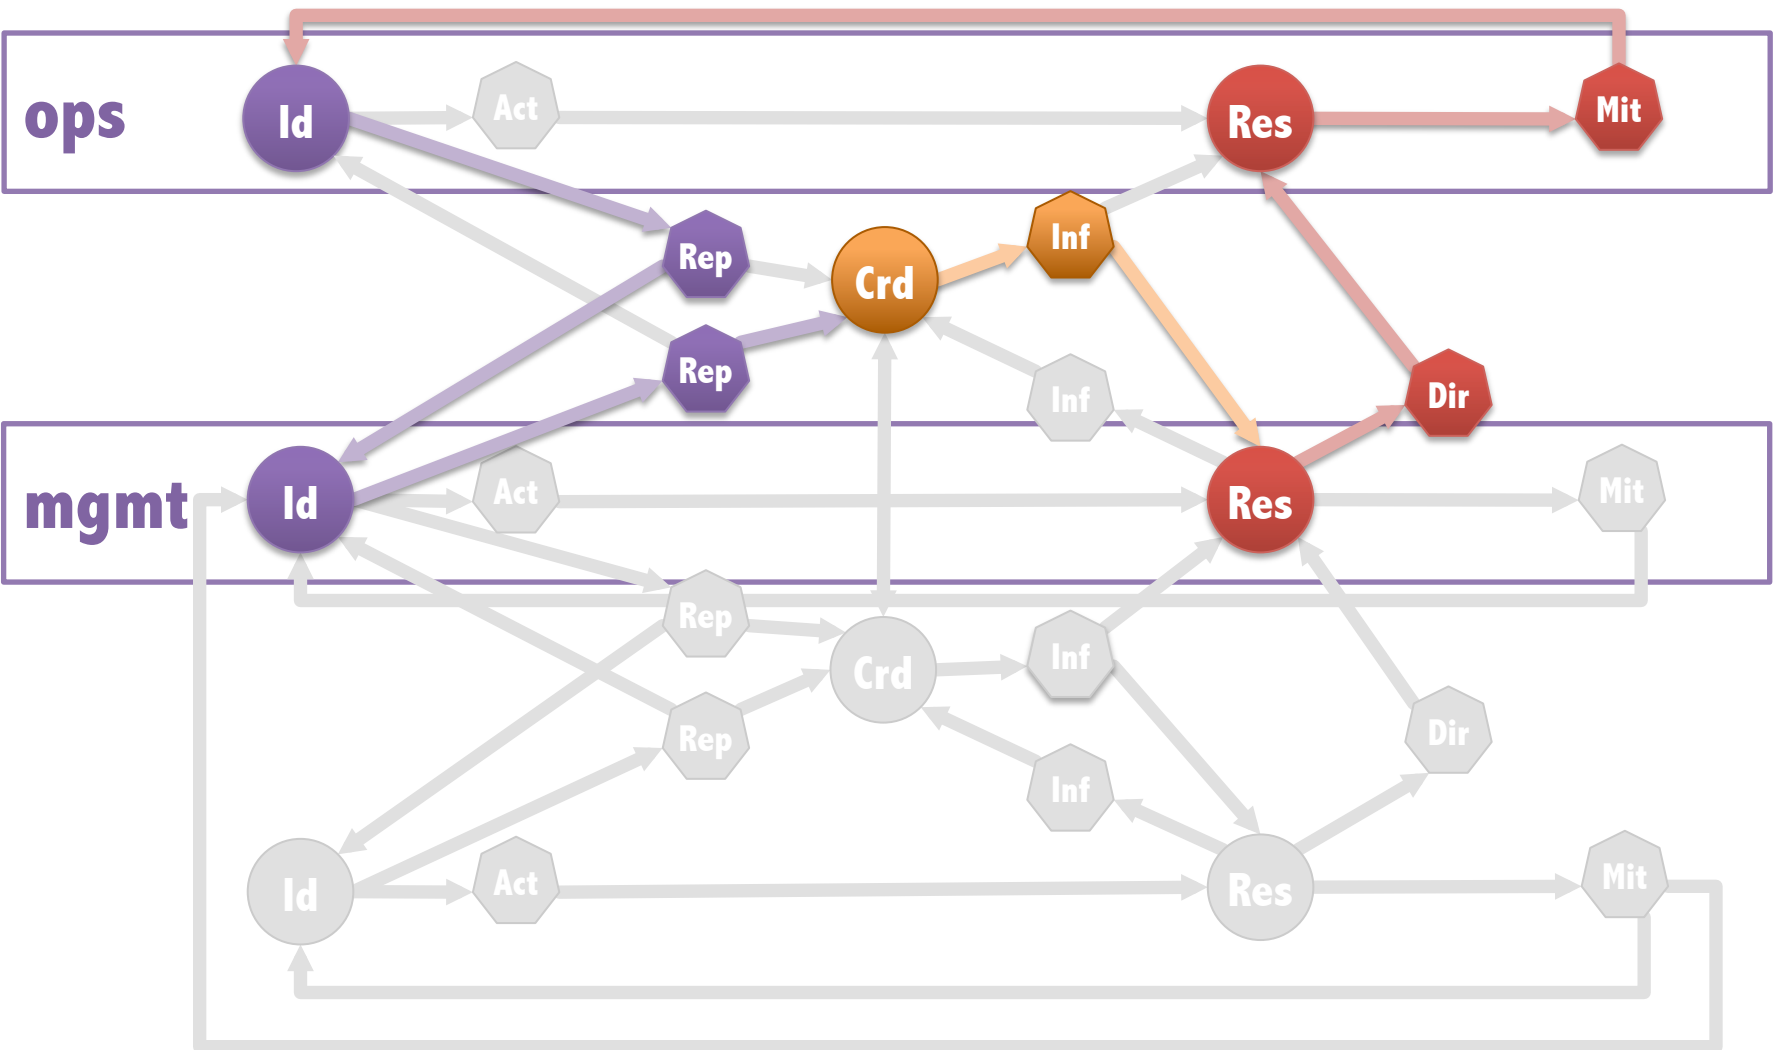 ops
Id
Act
Res
Mit
Rep
Crd
Inf
Rep
Inf
Dir
mgmt
Id
Act
Res
Mit
Rep
Crd
Inf
Rep
Inf
Dir
Id
Act
Res
Mit